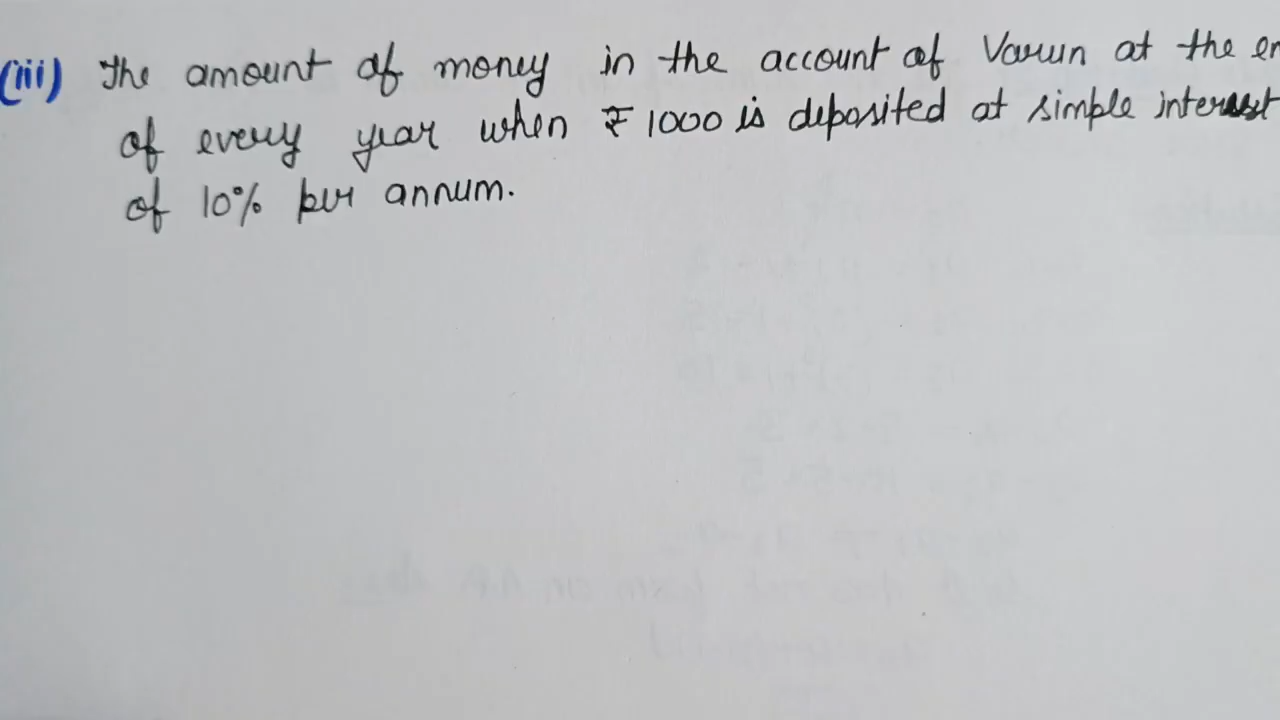 (iii) The amount of money in the account of Varun at the en
of every year when ₹1000 is deposited at simple interest
of 10% per annum.